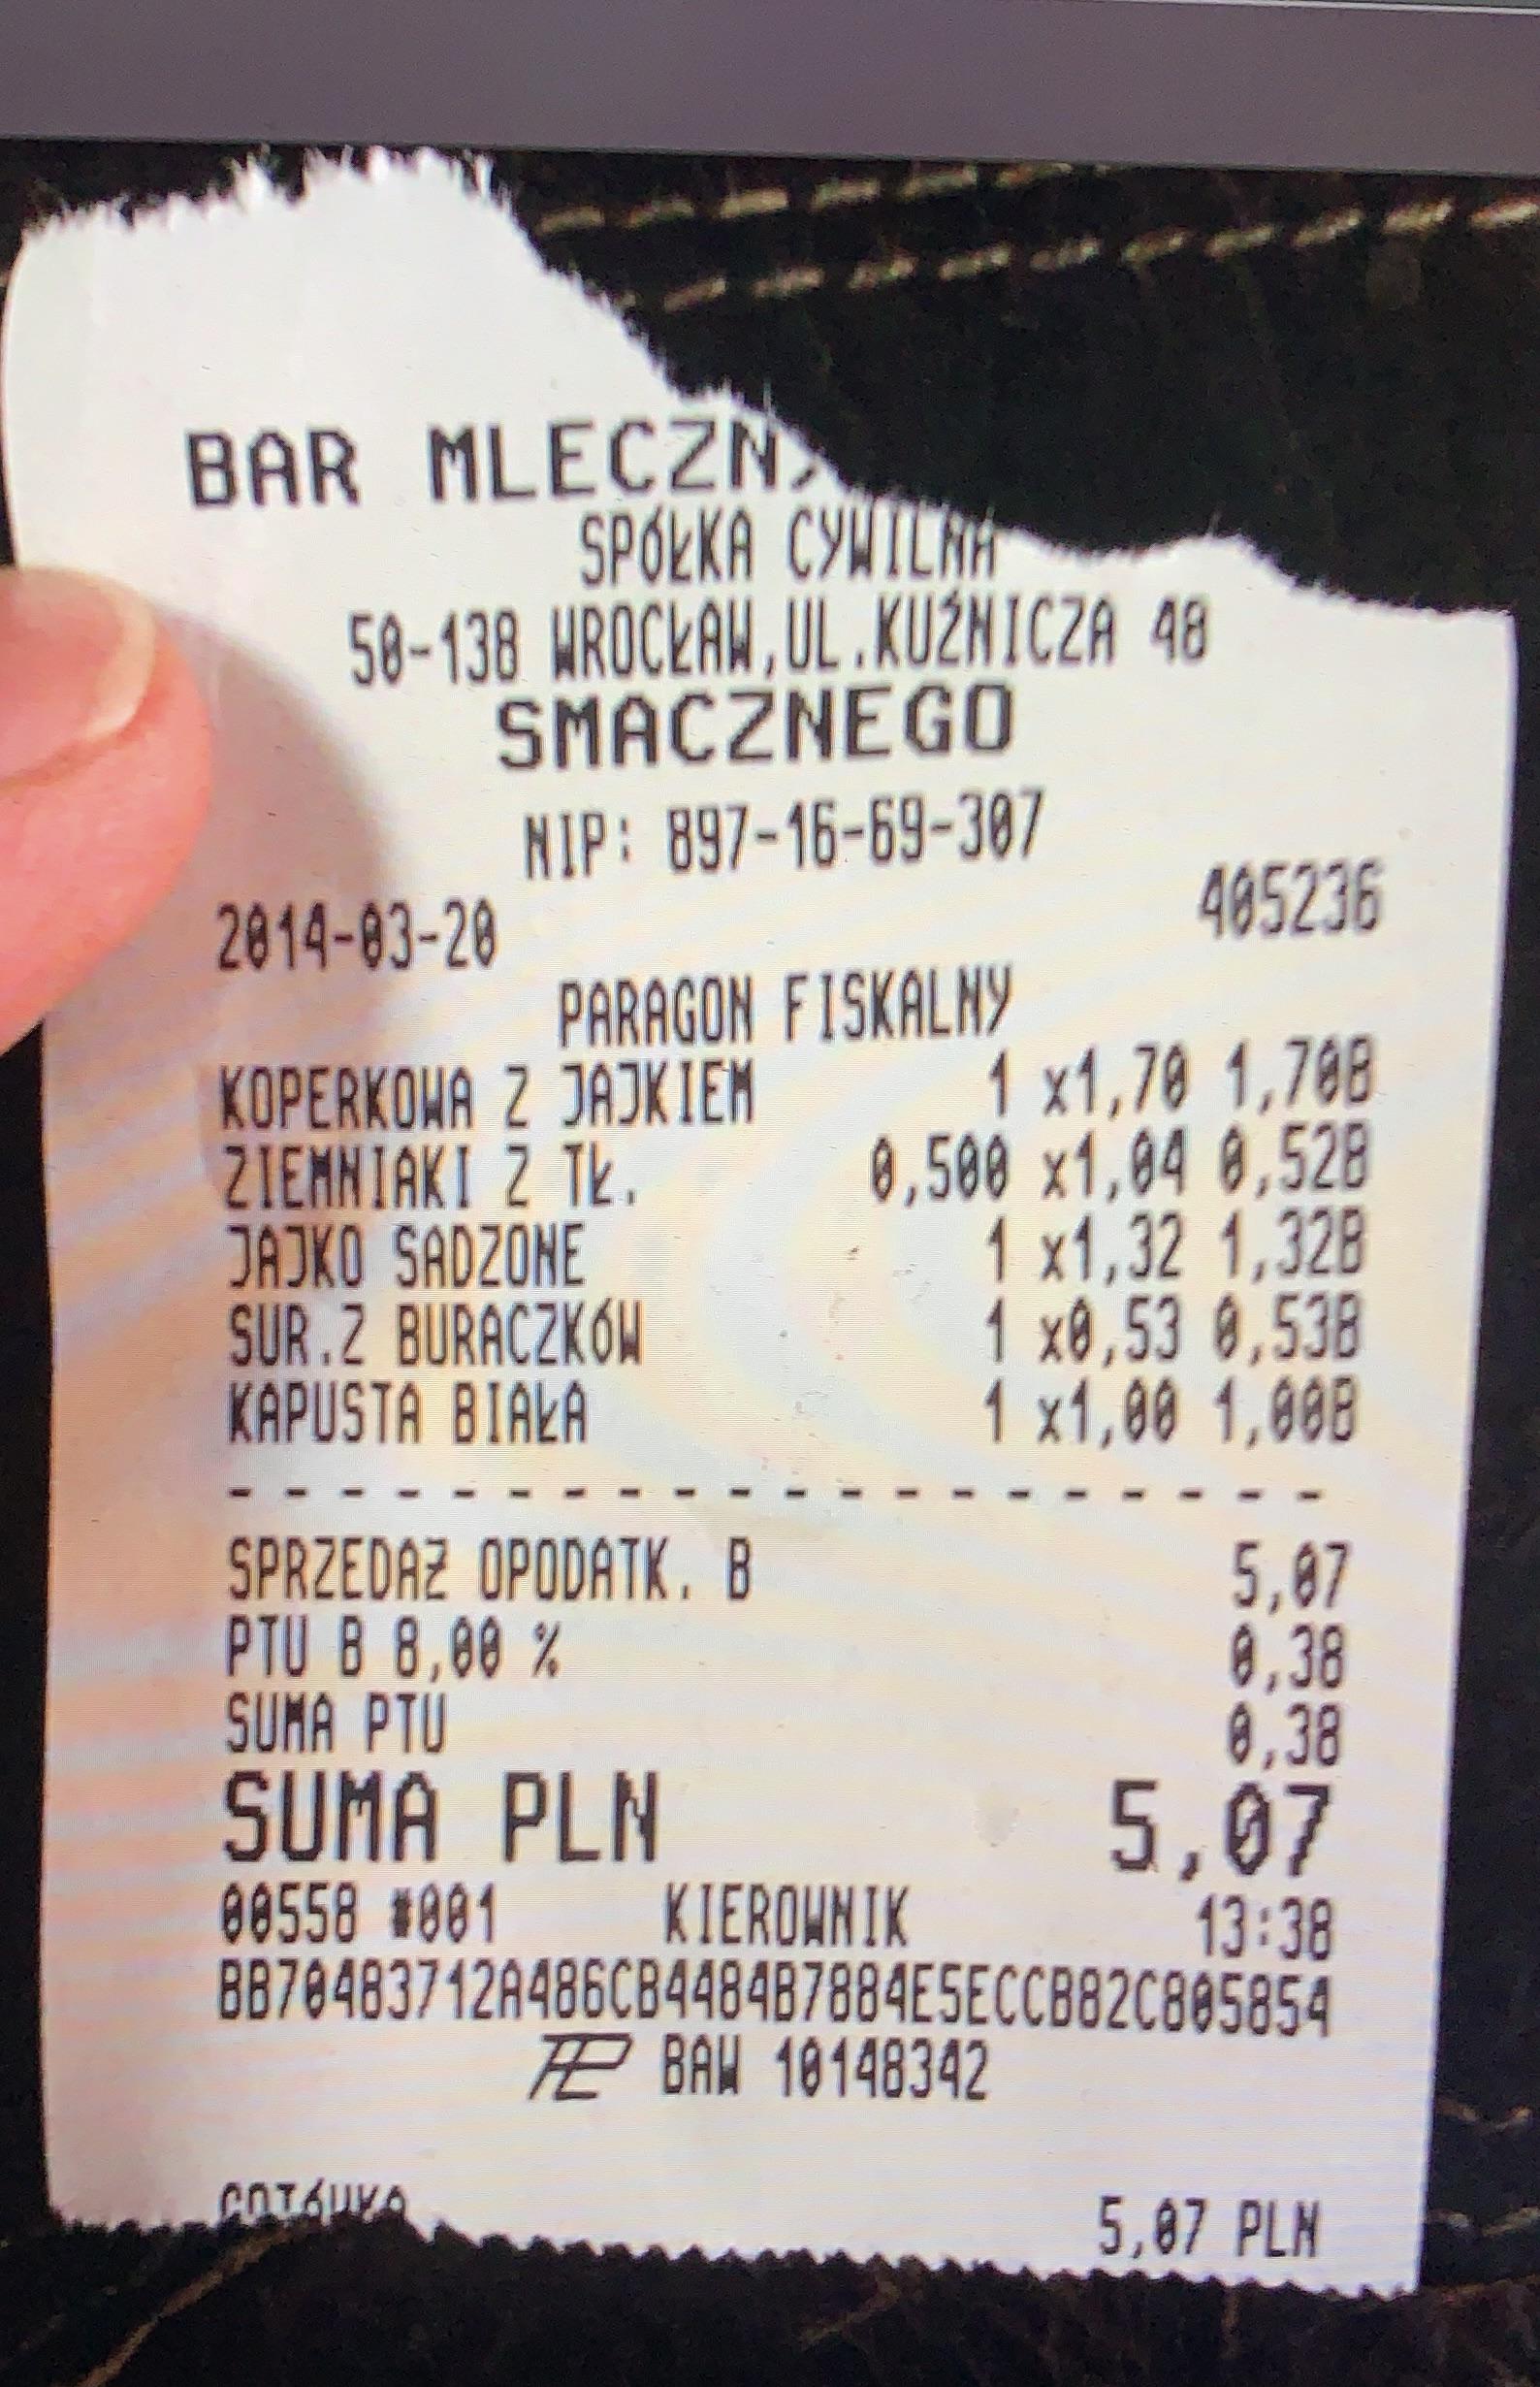 BAR MLECZN
SPÓŁKA CYWILNA
50-138 WROCŁAW,UL.KUŹNICZA 48
SMACZNEGO
NIP: 897-16-69-307
2014-03-20 405236
PARAGON FISKALNY
KOPERKOWA Z JAJKIEM 1 x1,70 1,70B
ZIEMNIAKI Z TŁ. 0,500 x1,04 0,52B
JAJKO SADZONE 1 x1,32 1,32B
SUR.Z BURACZKÓW 1 x0,53 0,53B
KAPUSTA BIAŁA 1 x1,00 1,00B
- - - - - - - - - - - - - - - - - - - -
SPRZEDAŻ OPODATK. B 5,07
PTU B 8,00 % 0,38
SUMA PTU 0,38
SUMA PLN 5,07
00558 #001 KIEROWNIK 13:38
BB70483712A486CB4484B7884E5ECCB82C805854
BAW 10148342
GOTÓWKA 5,07 PLN